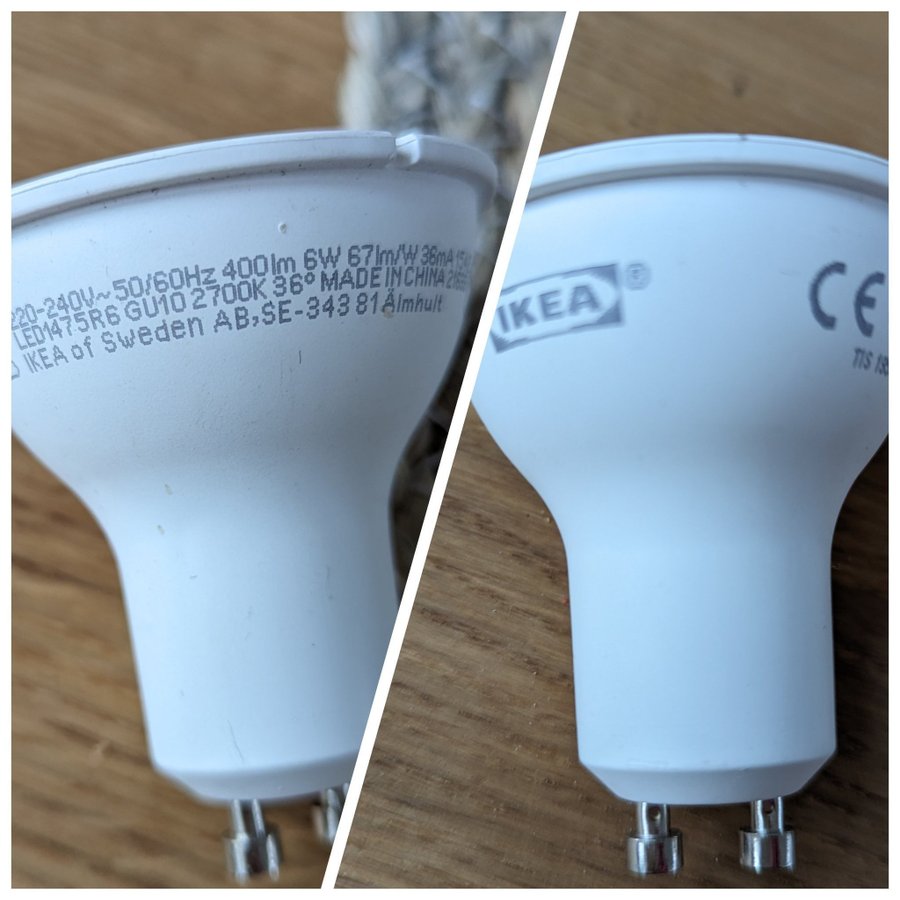 220-240V~50/60Hz 400lm 6W 67lm/W 36mA
LED1475R6 GU10 2700K 36° MADE IN CHINA
IKEA of Sweden AB,SE-343 81 Älmhult
IKEA ®
CE
TIS